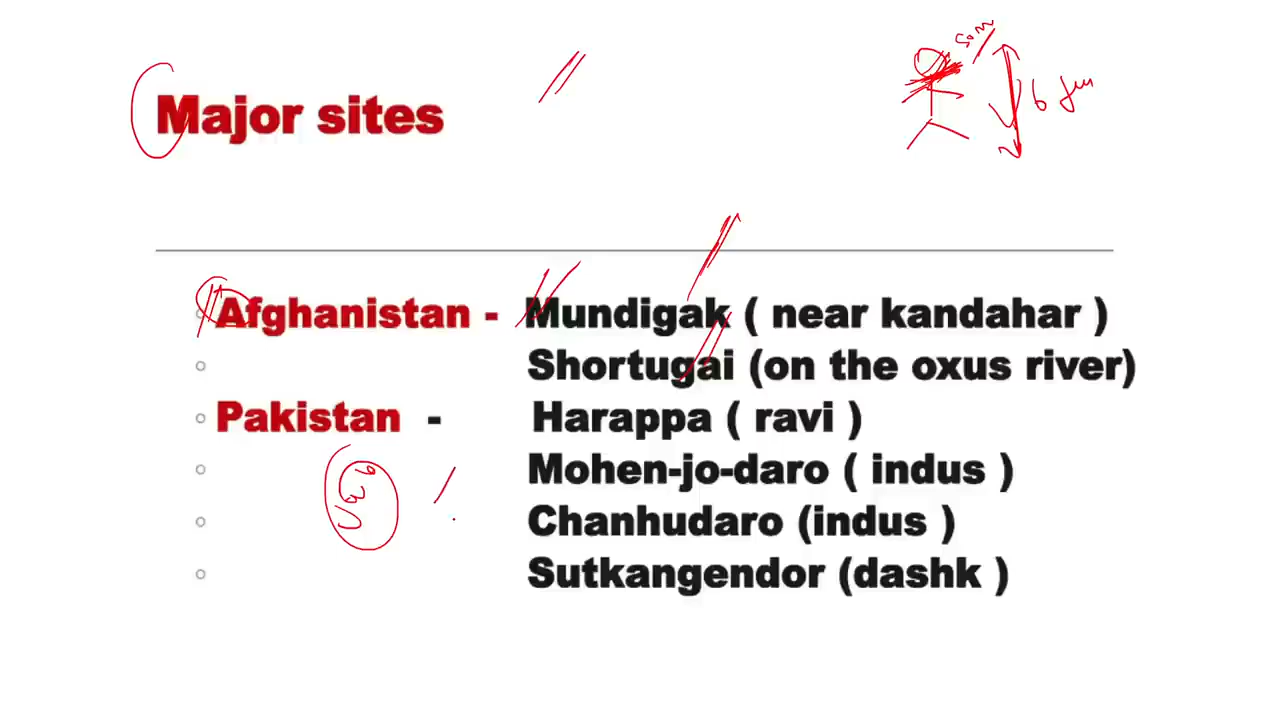 Major sites
Afghanistan - Mundigak ( near kandahar )
Shortugai (on the oxus river)
Pakistan - Harappa ( ravi )
Mohen-jo-daro ( indus )
Chanhudaro (indus )
Sutkangendor (dashk )